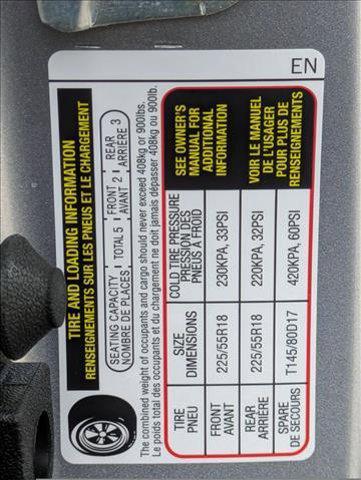 EN
TIRE AND LOADING INFORMATION
RENSEIGNEMENTS SUR LES PNEUS ET LE CHARGEMENT
SEATING CAPACITY TOTAL 5 FRONT 2 REAR 3
NOMBRE DE PLACES AVANT ARRIÈRE
The combined weight of occupants and cargo should never exceed 408kg or 900lbs.
Le poids total des occupants et du chargement ne doit jamais dépasser 408kg ou 900lb.
TIRE
PNEU
SIZE
DIMENSIONS
COLD TIRE PRESSURE
PRESSION DES
PNEUS À FROID
FRONT
AVANT
225/55R18
230KPA, 33PSI
REAR
ARRIÈRE
225/55R18
220KPA, 32PSI
SPARE
DE SECOURS
T145/80D17
420KPA, 60PSI
SEE OWNER'S
MANUAL FOR
ADDITIONAL
INFORMATION
VOIR LE MANUEL
DE L'USAGER
POUR PLUS DE
RENSEIGNEMENTS